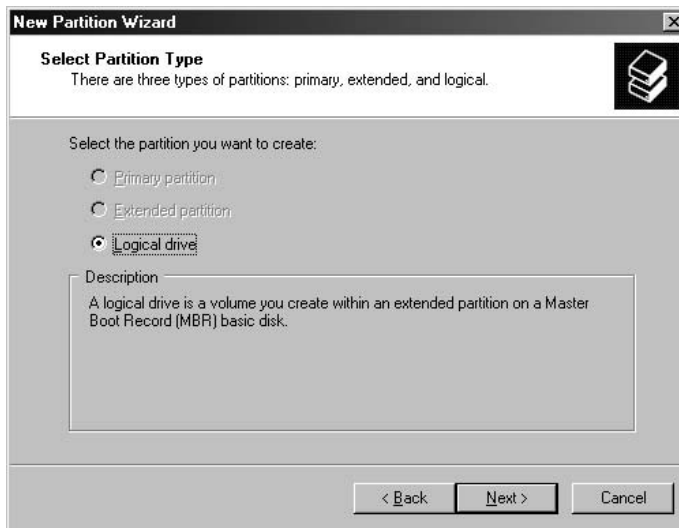 New Partition Wizard
Select Partition Type
There are three types of partitions: primary, extended, and logical.
Select the partition you want to create:
Primary partition
Extended partition
Logical drive
Description
A logical drive is a volume you create within an extended partition on a Master
Boot Record (MBR) basic disk.
< Back
Next >
Cancel